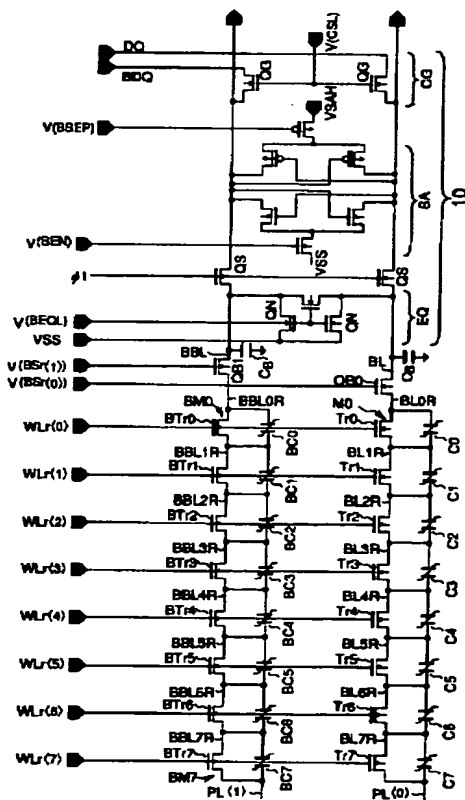 DQ
BDQ
V(CSL)
QG
QG
CG
VSAH
V(BSEP)
SA
10
V(BEN)
VSS
φ1
QS
QS
V(BEQL)
QN
QN
EQ
VSS
BBL
CB
BL
CB
V(BSr(1))
QB1
V(BSr(0))
QB0
BM0
BBL0R
M0
BL0R
WLr(0)
BTr0
BC0
Tr0
C0
BBL1R
BL1R
WLr(1)
BTr1
BC1
Tr1
C1
BBL2R
BL2R
WLr(2)
BTr2
BC2
Tr2
C2
BBL3R
BL3R
WLr(3)
BTr3
BC3
Tr3
C3
BBL4R
BL4R
WLr(4)
BTr4
BC4
Tr4
C4
BBL5R
BL5R
WLr(5)
BTr5
BC5
Tr5
C5
BBL6R
BL6R
WLr(6)
BTr6
BC6
Tr6
C6
BBL7R
BL7R
WLr(7)
BTr7
BC7
Tr7
C7
BM7
PL(1)
PL(0)